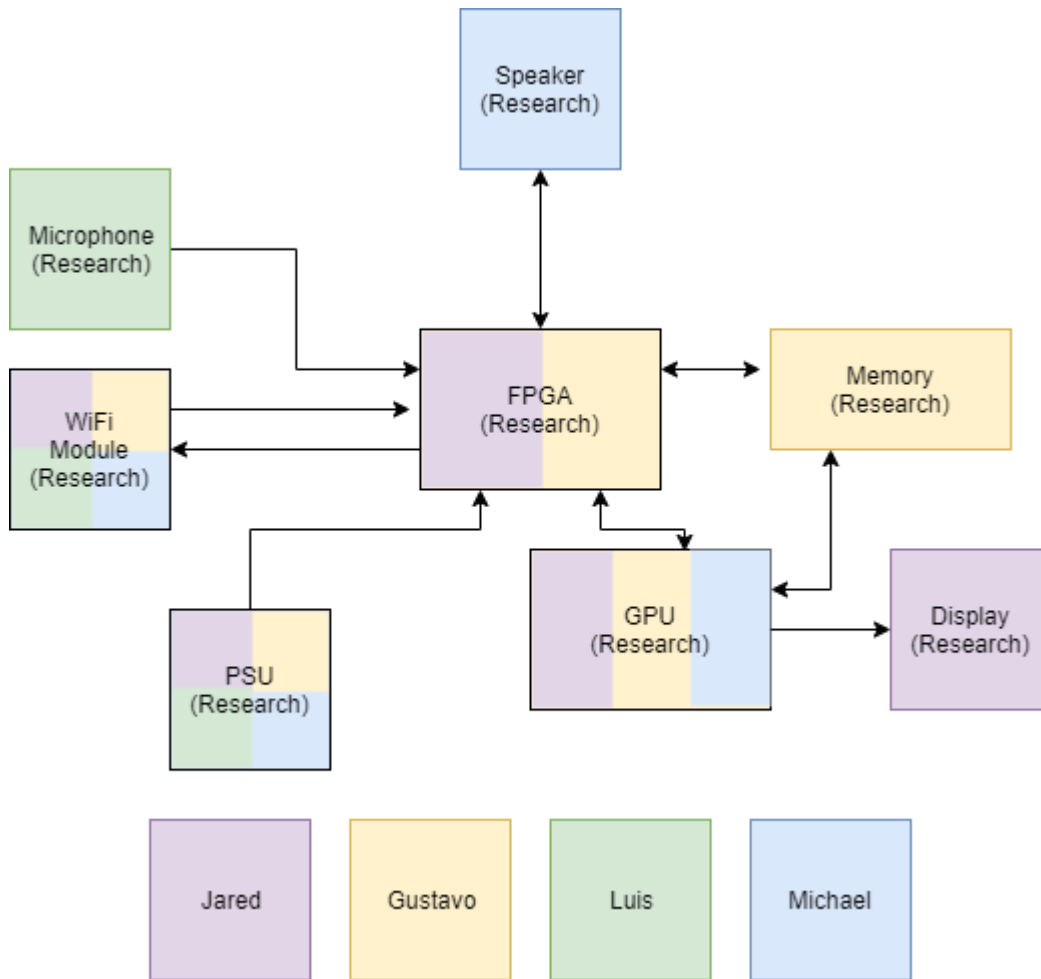 Speaker
(Research)
Microphone
(Research)
FPGA
(Research)
Memory
(Research)
WiFi
Module
(Research)
GPU
(Research)
Display
(Research)
PSU
(Research)
Jared
Gustavo
Luis
Michael